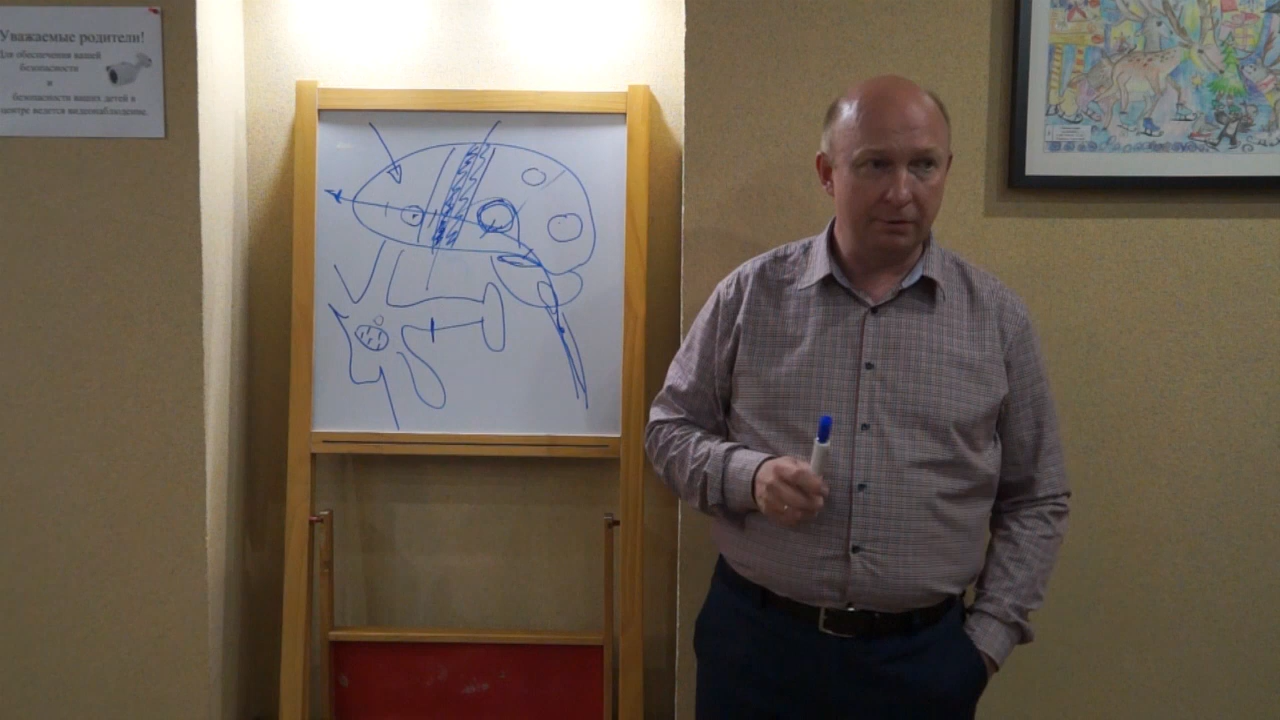 Уважаемые родители!
Для обеспечения вашей
безопасности
и
безопасности ваших детей в
центре ведется видеонаблюдение.